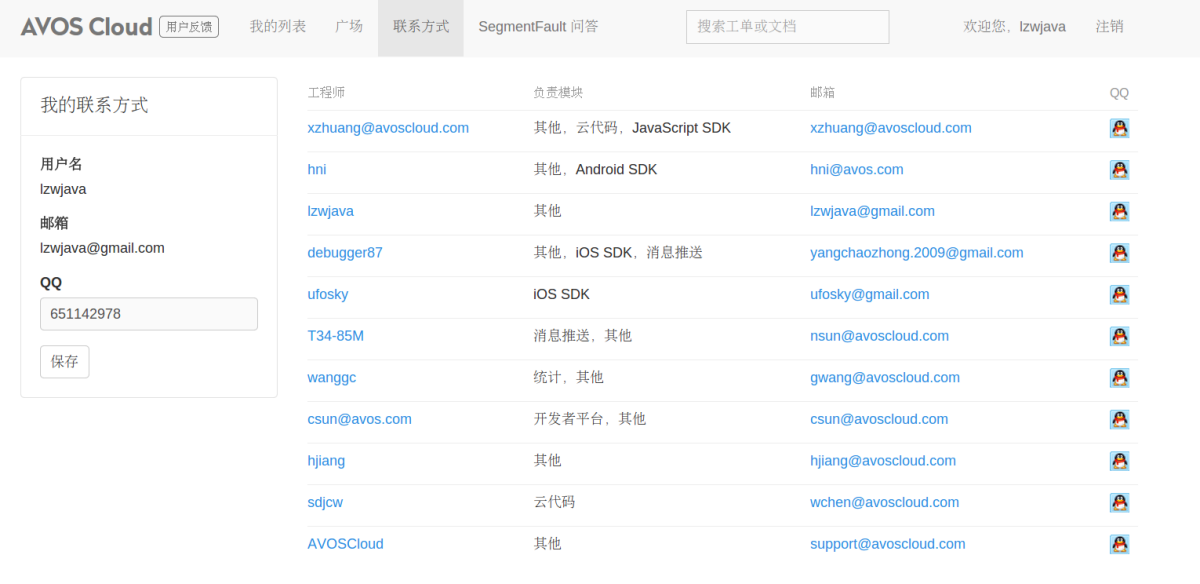 AVOS Cloud 用户反馈 我的列表 广场 联系方式 SegmentFault 问答 搜索工单或文档 欢迎您，lzwjava 注销
我的联系方式
用户名
lzwjava
邮箱
lzwjava@gmail.com
QQ
651142978
保存
工程师 负责模块 邮箱 QQ
xzhuang@avoscloud.com 其他，云代码，JavaScript SDK xzhuang@avoscloud.com
hni 其他，Android SDK hni@avos.com
lzwjava 其他 lzwjava@gmail.com
debugger87 其他，iOS SDK，消息推送 yangchaozhong.2009@gmail.com
ufosky iOS SDK ufosky@gmail.com
T34-85M 消息推送，其他 nsun@avoscloud.com
wanggc 统计，其他 gwang@avoscloud.com
csun@avos.com 开发者平台，其他 csun@avoscloud.com
hjiang 其他 hjiang@avoscloud.com
sdjcw 云代码 wchen@avoscloud.com
AVOSCloud 其他 support@avoscloud.com